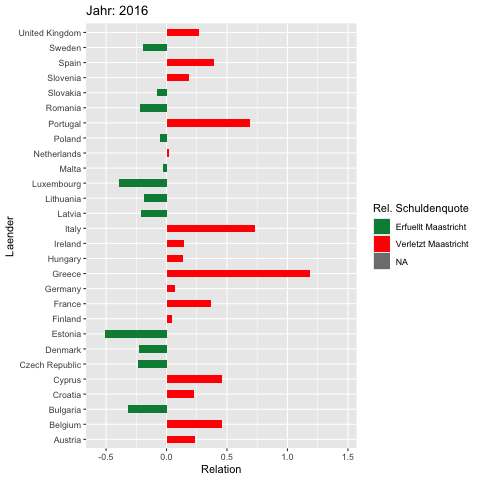 Jahr: 2016
United Kingdom
Sweden
Spain
Slovenia
Slovakia
Romania
Portugal
Poland
Netherlands
Malta
Luxembourg
Lithuania
Latvia
Italy
Ireland
Hungary
Greece
Germany
France
Finland
Estonia
Denmark
Czech Republic
Cyprus
Croatia
Bulgaria
Belgium
Austria
Laender
-0.5 0.0 0.5 1.0 1.5
Relation
Rel. Schuldenquote
Erfuellt Maastricht
Verletzt Maastricht
NA